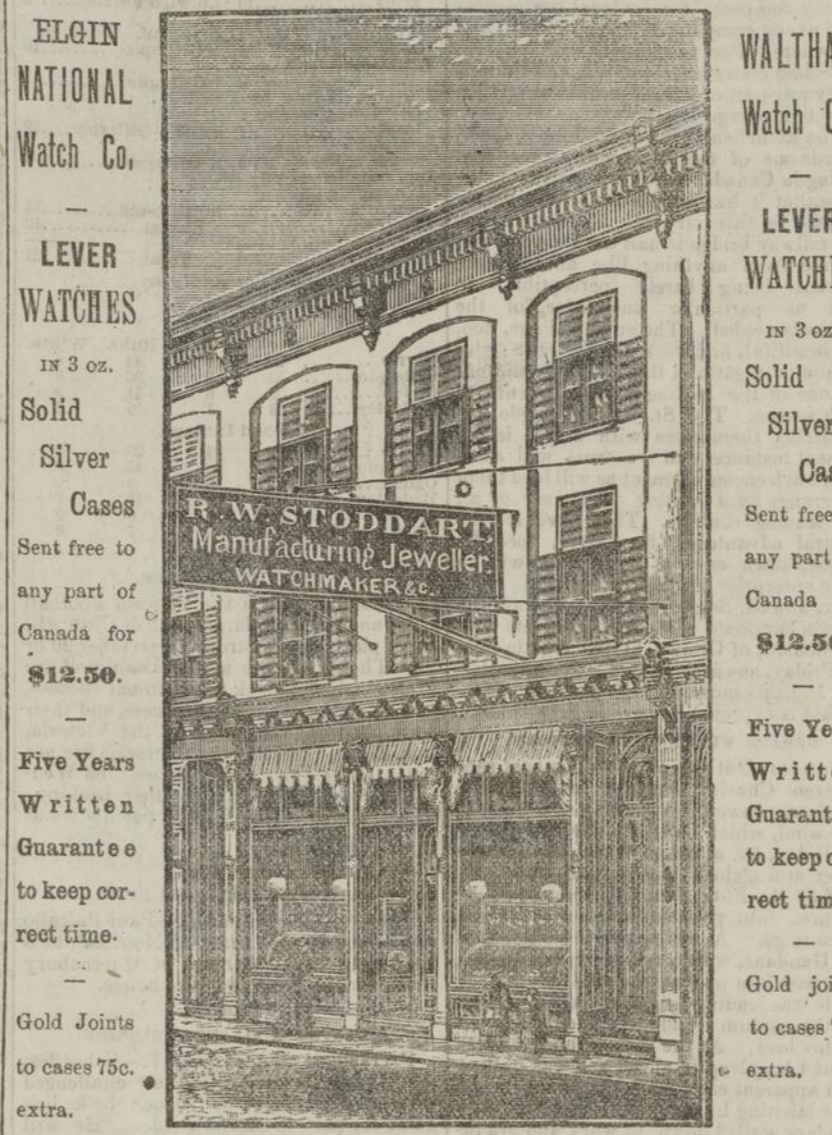 ELGIN
NATIONAL
Watch Co,
LEVER
WATCHES
IN 3 OZ.
Solid
Silver
Cases
Sent free to
any part of
Canada for
$12.50.
Five Years
Written
Guarantee
to keep cor-
rect time.
Gold Joints
to cases 75c.
extra.
R. W. STODDART,
Manufacturing Jeweller.
WATCHMAKER &c.
WALTHA
Watch C
LEVER
WATCHE
IN 3 oz
Solid
Silver
Cas
Sent free
any part
Canada
$12.50
Five Ye
Writte
Guarant
to keep c
rect tim
Gold joi
to cases
extra.